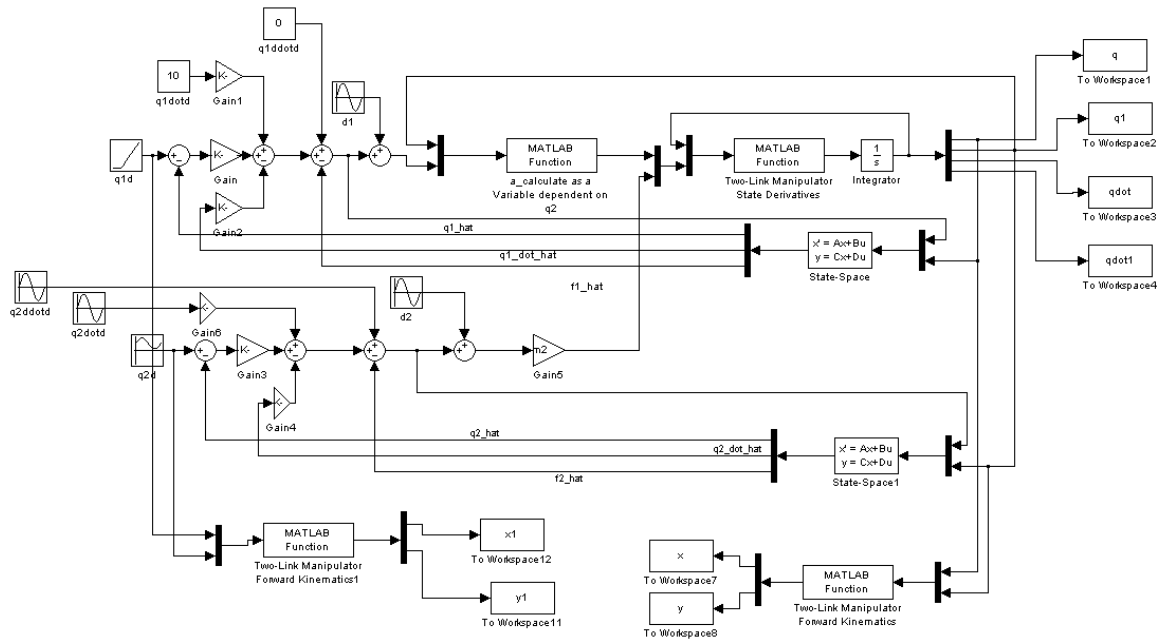 0
q1ddotd
10
q1dotd
K-
Gain1
d1
q1d
K-
Gain
K-
Gain2
MATLAB
Function
a_calculate as a
Variable dependent on
q2
MATLAB
Function
Two-Link Manipulator
State Derivatives
1
s
Integrator
q
To Workspace1
q1
To Workspace2
qdot
To Workspace3
qdot1
To Workspace4
q1_hat
q1_dot_hat
f1_hat
x' = Ax+Bu
y = Cx+Du
State-Space
q2ddotd
q2dotd
Gain6
q2d
K-
Gain3
Gain4
d2
m2
Gain5
q2_hat
q2_dot_hat
f2_hat
x' = Ax+Bu
y = Cx+Du
State-Space1
MATLAB
Function
Two-Link Manipulator
Forward Kinematics1
x1
To Workspace12
y1
To Workspace11
x
To Workspace7
y
To Workspace8
MATLAB
Function
Two-Link Manipulator
Forward Kinematics